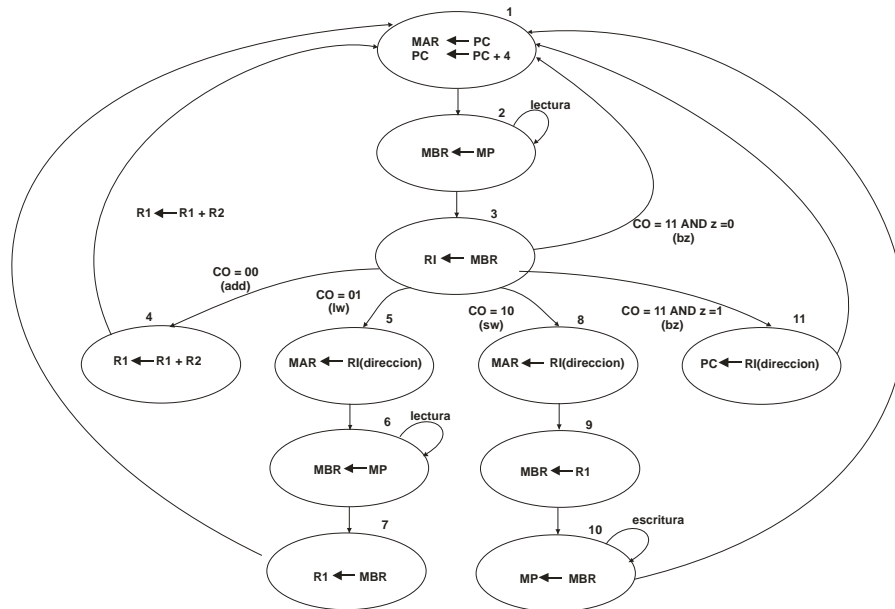 1
MAR ← PC
PC ← PC + 4
2
lectura
MBR ← MP
3
RI ← MBR
R1 ← R1 + R2
CO = 11 AND z =0
(bz)
CO = 00
(add)
CO = 01
(lw)
CO = 10
(sw)
CO = 11 AND z =1
(bz)
4
R1 ← R1 + R2
5
MAR ← RI(direccion)
8
MAR ← RI(direccion)
11
PC ← RI(direccion)
6
lectura
MBR ← MP
9
MBR ← R1
7
R1 ← MBR
10
escritura
MP ← MBR